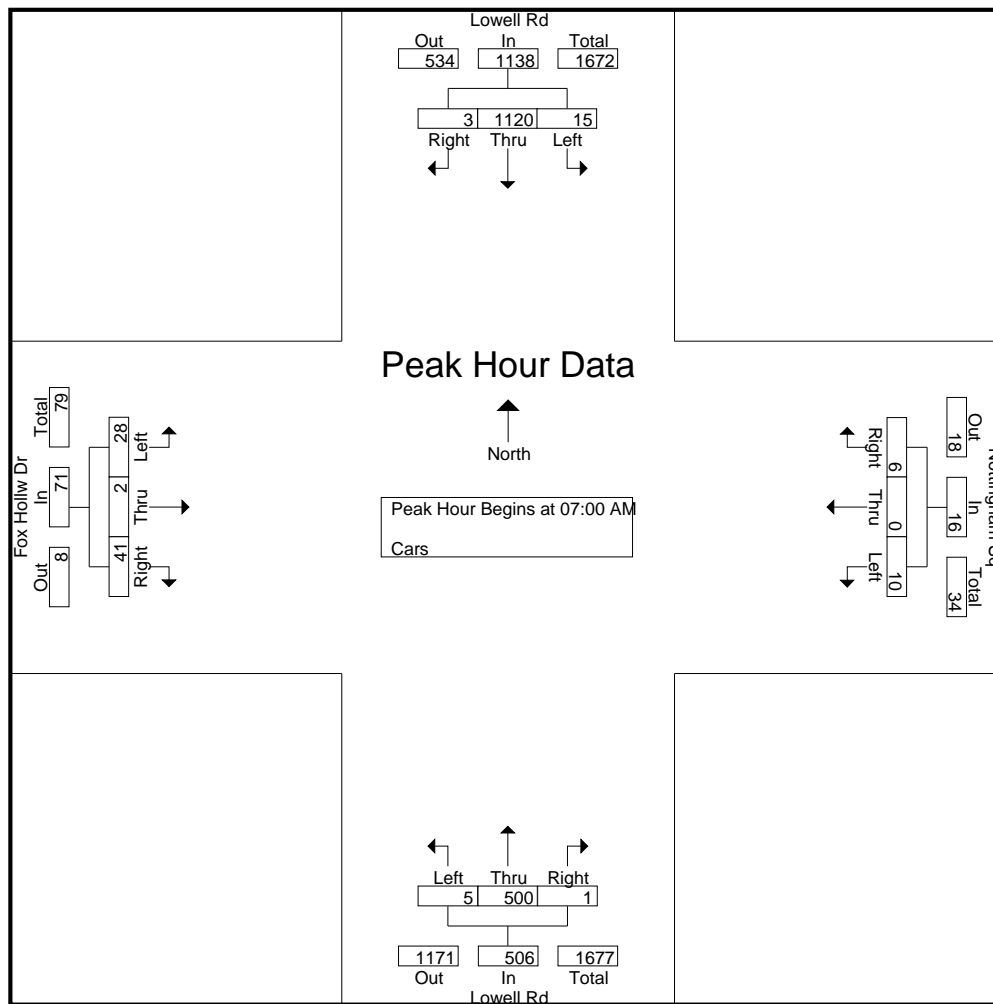 Lowell Rd
Out In Total
534 1138 1672
3 1120 15
Right Thru Left
Peak Hour Data
North
Peak Hour Begins at 07:00 AM
Cars
Fox Hollw Dr
Out In Total
8 71 79
Right Thru Left
41 2 28
Out In Total
18 16 34
Right Thru Left
6 0 10
Left Thru Right
5 500 1
1171 506 1677
Out In Total
Lowell Rd